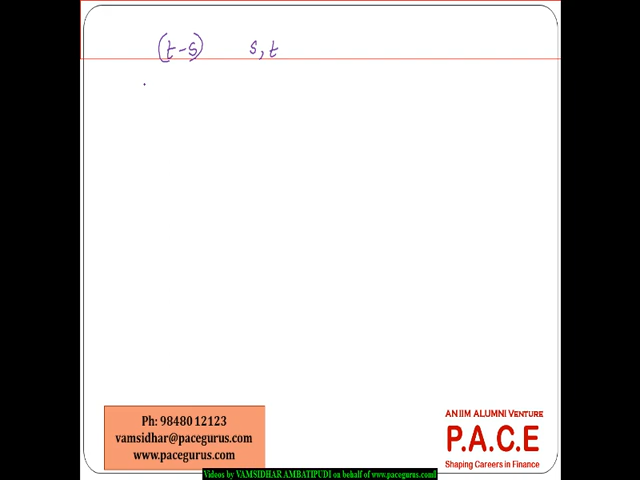 (t-s) s, t
Ph: 98480 12123
vamsidhar@pacegurus.com
www.pacegurus.com
AN IIM ALUMNI VENTURE
P.A.C.E
Shaping Careers in Finance
Videos by VAMSIDHAR AMBATIPUDI on behalf of www.pacegurus.com